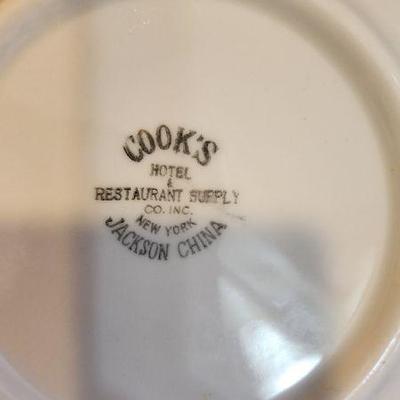 COOK'S
HOTEL
&
RESTAURANT SUPPLY
CO. INC.
NEW YORK
JACKSON CHINA